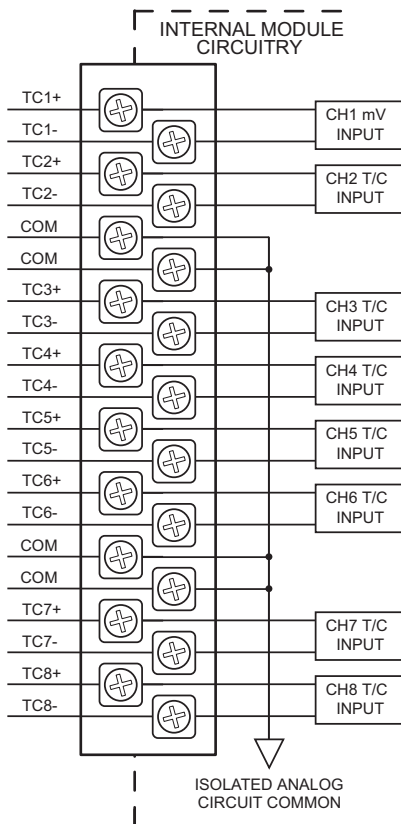 INTERNAL MODULE
CIRCUITRY
TC1+
TC1-
TC2+
TC2-
COM
COM
TC3+
TC3-
TC4+
TC4-
TC5+
TC5-
TC6+
TC6-
COM
COM
TC7+
TC7-
TC8+
TC8-
CH1 mV
INPUT
CH2 T/C
INPUT
CH3 T/C
INPUT
CH4 T/C
INPUT
CH5 T/C
INPUT
CH6 T/C
INPUT
CH7 T/C
INPUT
CH8 T/C
INPUT
ISOLATED ANALOG
CIRCUIT COMMON